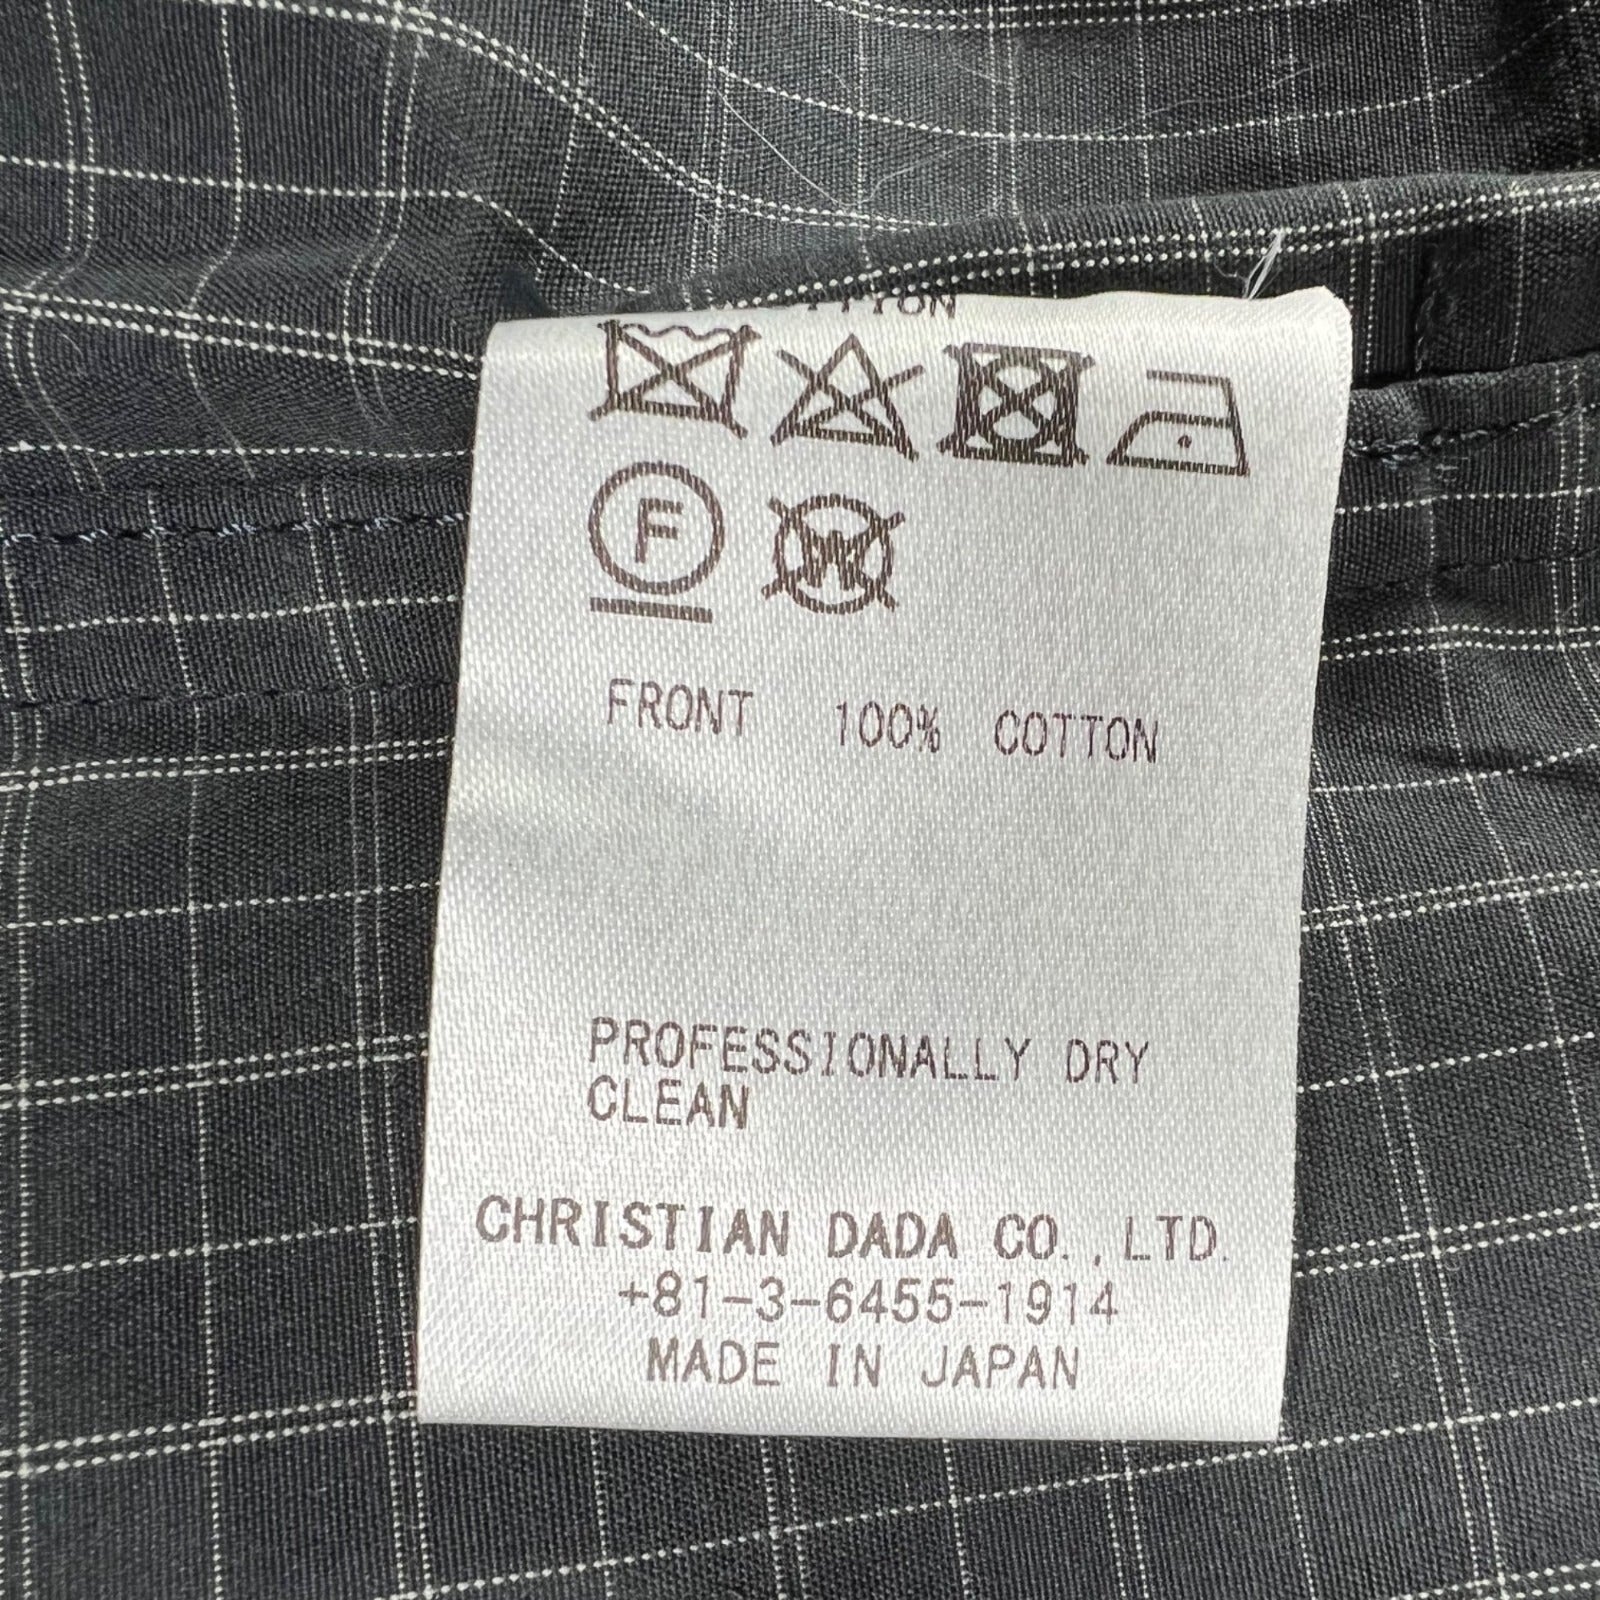 F
W
FRONT 100% COTTON
PROFESSIONALLY DRY
CLEAN
CHRISTIAN DADA CO.,LTD.
+81-3-6455-1914
MADE IN JAPAN